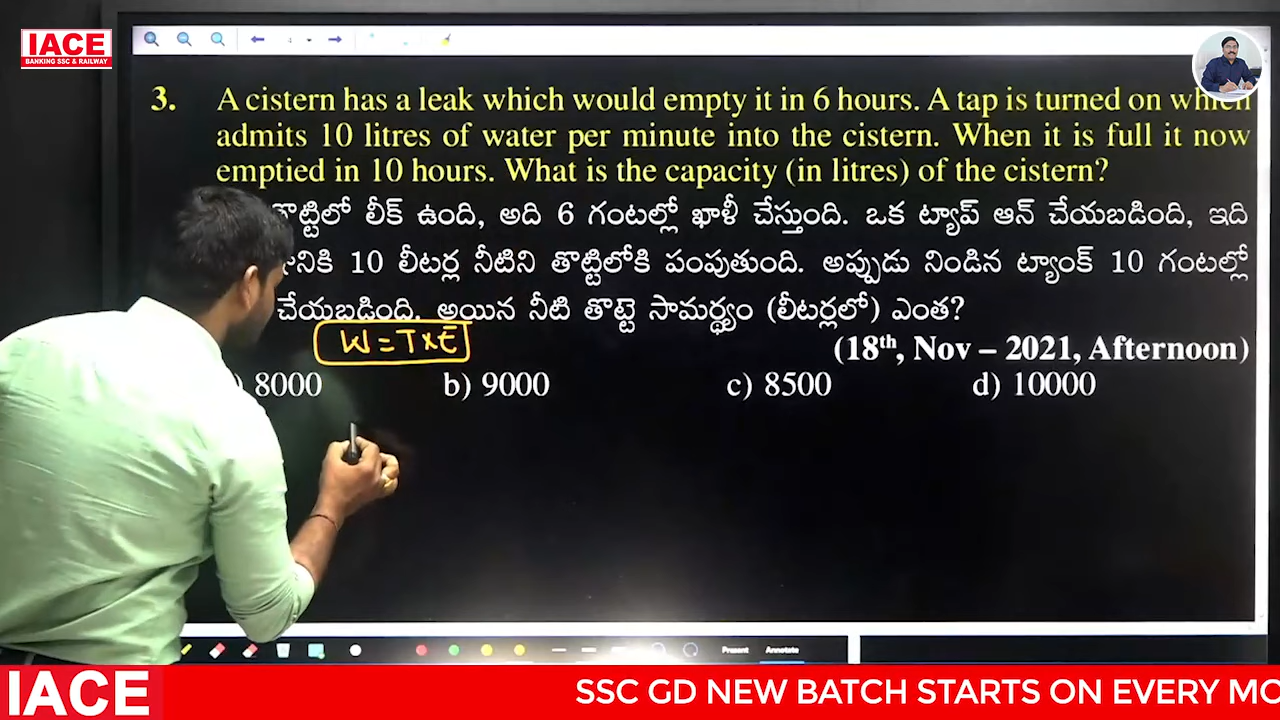 IACE
BANKING SSC & RAILWAY
3. A cistern has a leak which would empty it in 6 hours. A tap is turned on which
admits 10 litres of water per minute into the cistern. When it is full it now
emptied in 10 hours. What is the capacity (in litres) of the cistern?
లీక్ ఉంది, అది 6 గంటల్లో ఖాళీ చేస్తుంది. ఒక ట్యాప్ ఆన్ చేయబడింది, ఇది
10 లీటర్ల నీటిని తొట్టిలోకి పంపుతుంది. అప్పుడు నిండిన ట్యాంక్ 10 గంటల్లో
చేయబడింది. అయిన నీటి తొట్టె సామర్థ్యం (లీటర్లలో) ఎంత?
W = T x E
(18th, Nov – 2021, Afternoon)
) 8000 b) 9000 c) 8500 d) 10000
Present Annotate
IACE SSC GD NEW BATCH STARTS ON EVERY MO